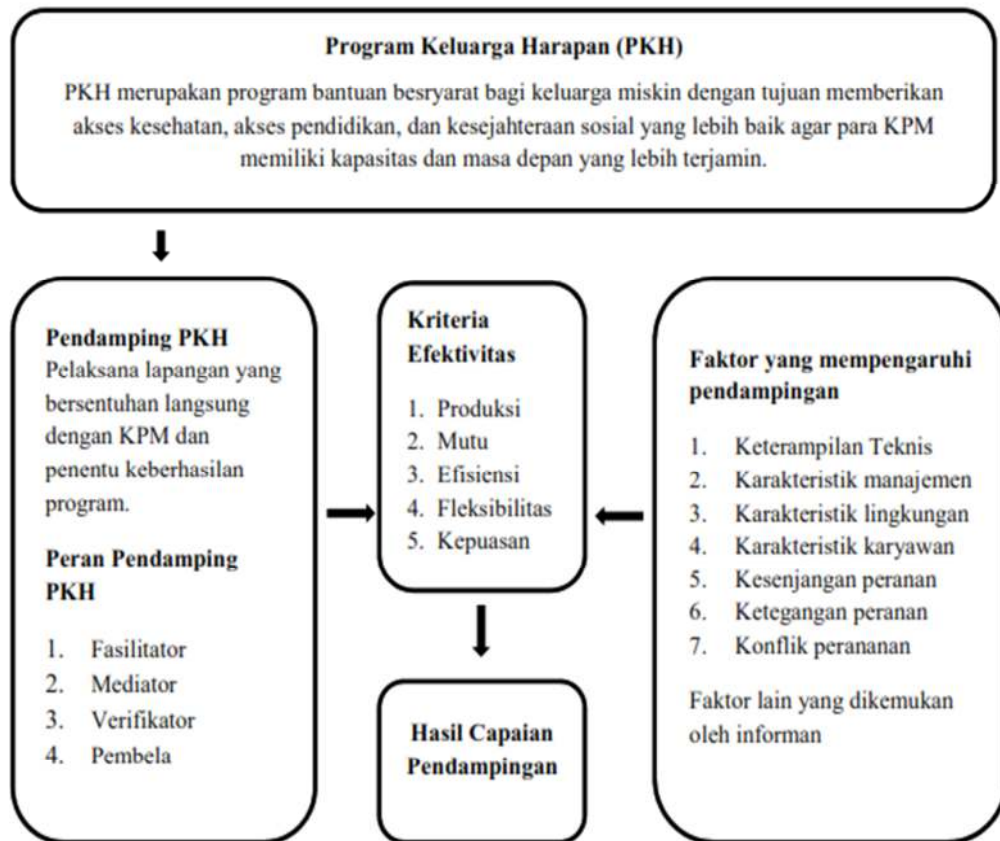 Program Keluarga Harapan (PKH)
PKH merupakan program bantuan besryarat bagi keluarga miskin dengan tujuan memberikan
akses kesehatan, akses pendidikan, dan kesejahteraan sosial yang lebih baik agar para KPM
memiliki kapasitas dan masa depan yang lebih terjamin.
Pendamping PKH
Pelaksana lapangan yang
bersentuhan langsung
dengan KPM dan
penentu keberhasilan
program.
Peran Pendamping
PKH
1. Fasilitator
2. Mediator
3. Verifikator
4. Pembela
Kriteria
Efektivitas
1. Produksi
2. Mutu
3. Efisiensi
4. Fleksibilitas
5. Kepuasan
Hasil Capaian
Pendampingan
Faktor yang mempengaruhi
pendampingan
1. Keterampilan Teknis
2. Karakteristik manajemen
3. Karakteristik lingkungan
4. Karakteristik karyawan
5. Kesenjangan peranan
6. Ketegangan peranan
7. Konflik perananan
Faktor lain yang dikemukan
oleh informan